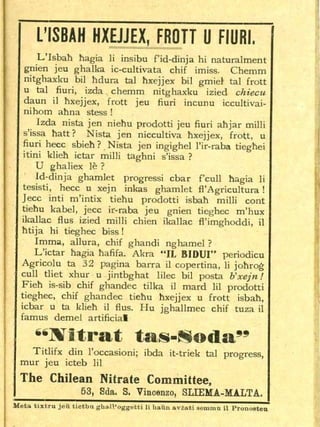 L'ISBAH HXEJJEX, FROTT U FIURI.
L'Isbah hagia li insibu f'id-dinja hi naturalment
gnien jeu ghalka ic-cultivata chif imiss. Chemm
nitghaxku bil hdura tal hxejjex bil gmiel tal frott
u tal fiuri, izda chemm nitghaxku izied chiecu
daun il hxejjex, frott jeu fiuri incunu iccultivai-
nihom ahna stess !
Izda nista jen niehu prodotti jeu fiuri ahjar milli
s'issa hatt ? Nista jen niccultiva hxejjex, frott, u
fiuri hecc sbieh ? Jen ingighel l'ir-raba tieghei
itini klieh ictar milli taghni s'issa ?
U ghaliex lè ?
Id-dinja ghamlet progressi cbar f'cull hagia li
tesisti, hecc u xejn inkas ghamlet fl'Agricultura !
Jecc inti m'intix tiehu prodotti isbah milli cont
tiehu kabel, jecc ir-raba jeu gnien tieghec m'hux
ikallac flus izied milli chien ikallac fl'imghoddi, il
htija hi tieghec biss !
Imma, allura, chif ghandi nghamel ?
L'ictar hagia hafifa. Akra "IL BIDUI" periodicu
Agricolu ta 32 pagina barra il copertina, li johrog
cull tliet xhur u jintbghat lilec bil posta b'xejn !
Fieh is-sib chif ghandec tilka il mard lil prodotti
tieghec, chif ghandec tiehu hxejjex u frott isbah,
icbar u ta klieh il flus. Hu jghallmec chif tuza il
famus demel artificial
"Nitrat tas-Soda"
Titlifx din l'occasioni; ibda it-triek tal progress,
mur jeu icteb lil
The Chilean Nitrate Committee,
53, Sda. S. Vincenzo, SLIEMA-MALTA.
Meta tixtru jeu tietbu ghall'oggetti li haün avżati semmu il Pronostcu